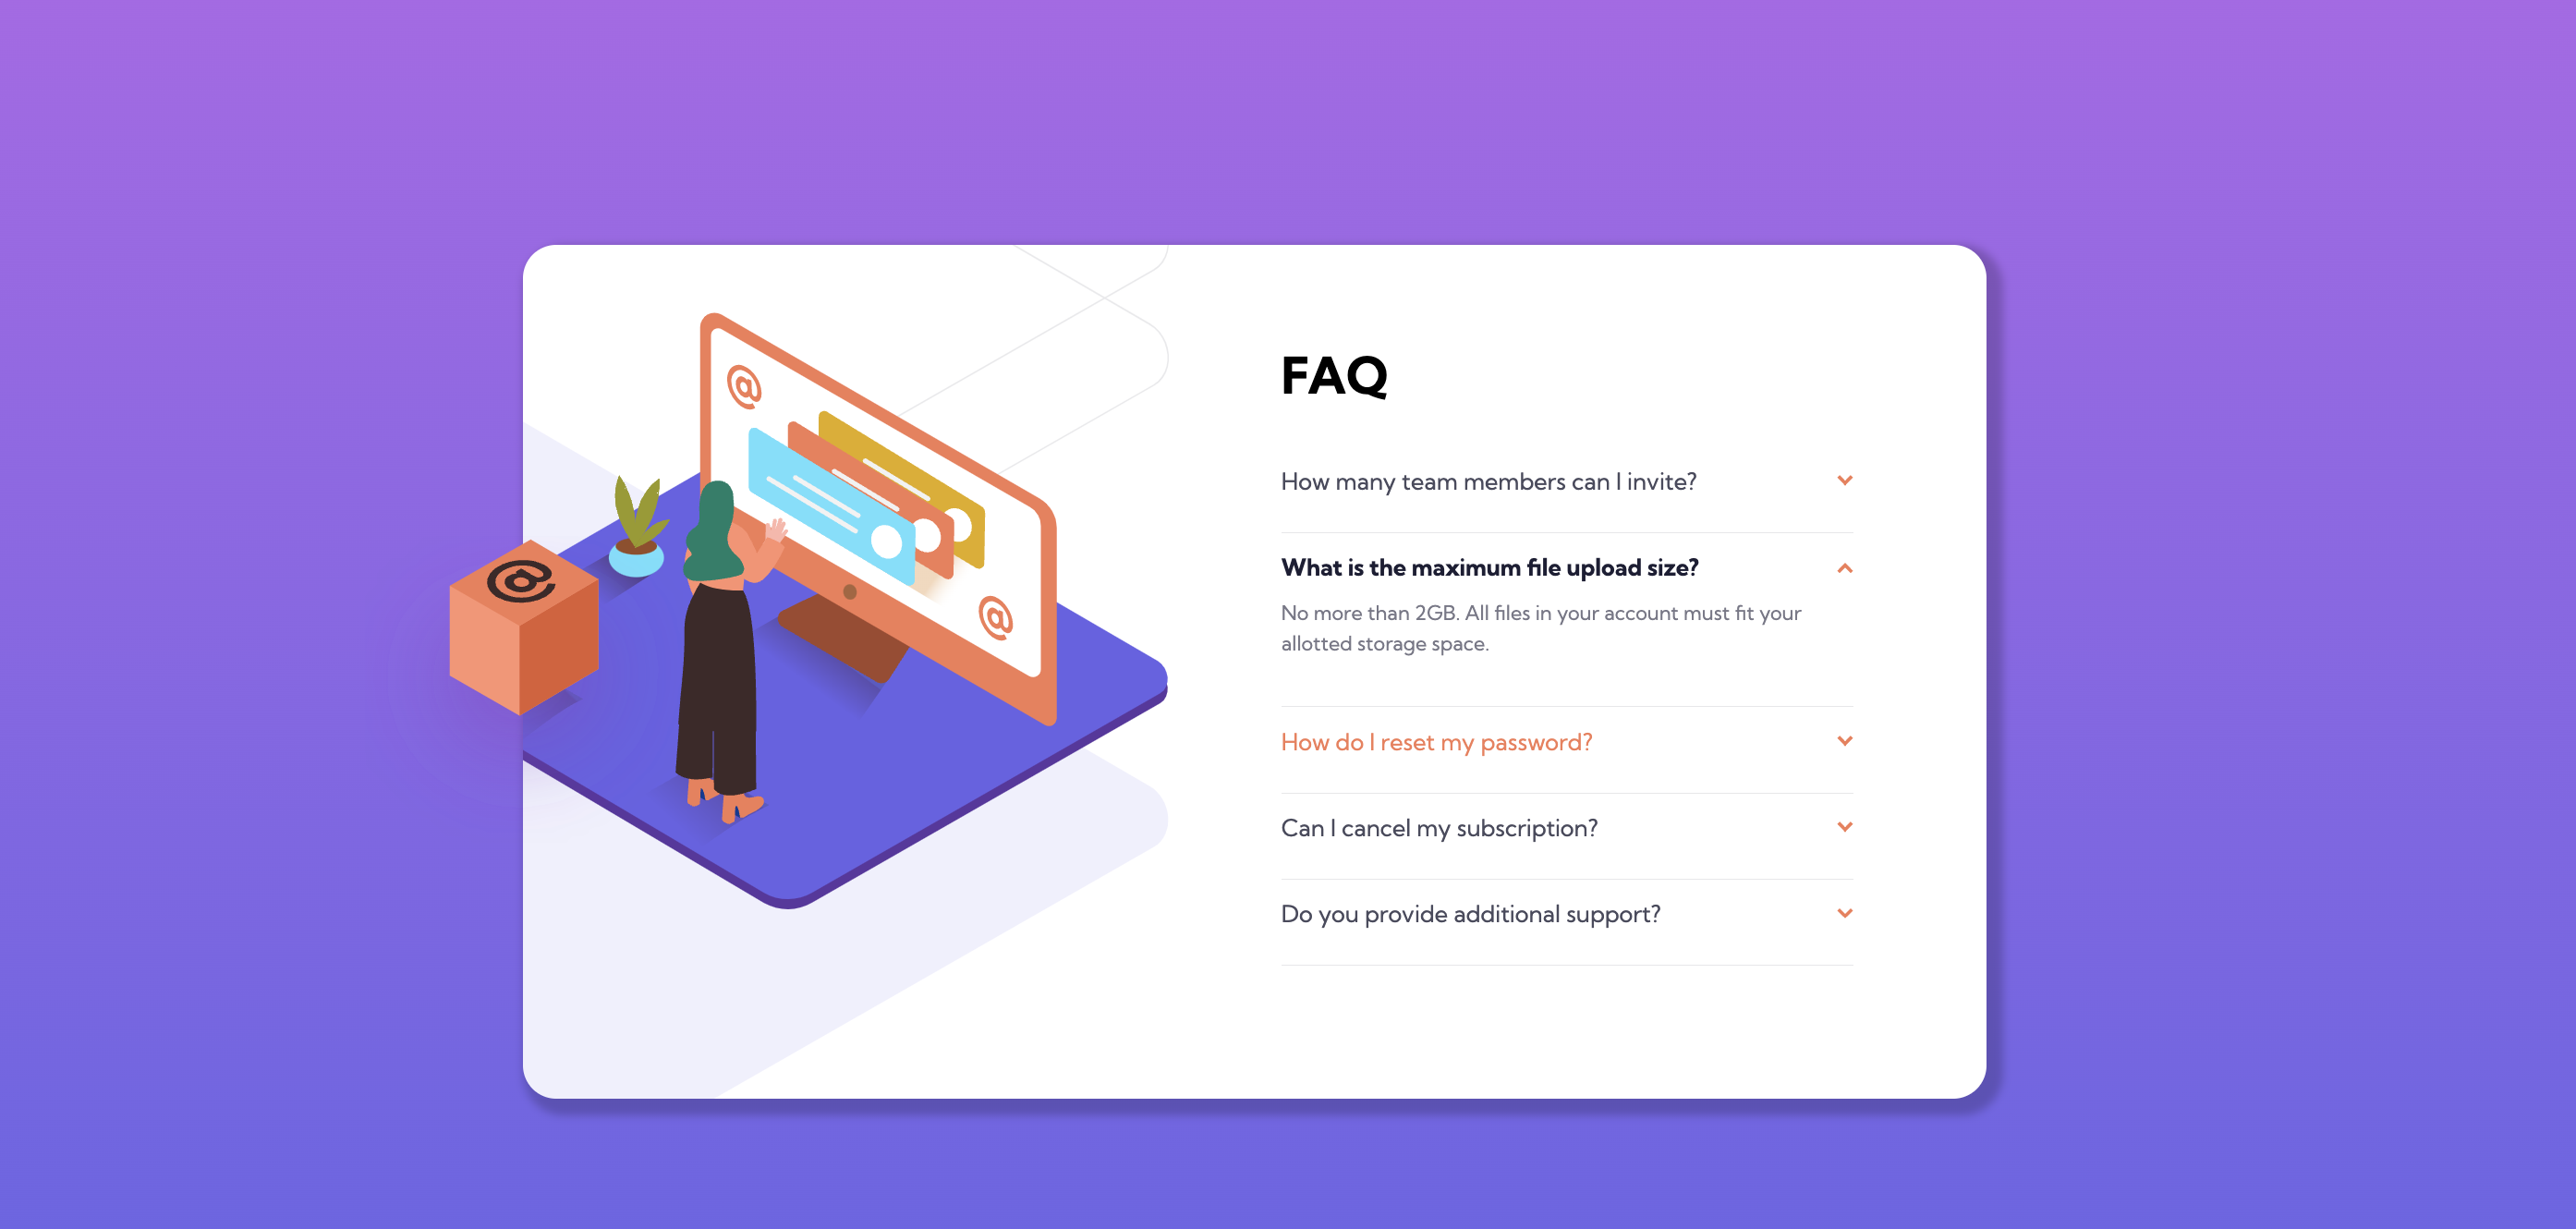 @
@
@
FAQ
How many team members can I invite?
What is the maximum file upload size?
No more than 2GB. All files in your account must fit your
allotted storage space.
How do I reset my password?
Can I cancel my subscription?
Do you provide additional support?